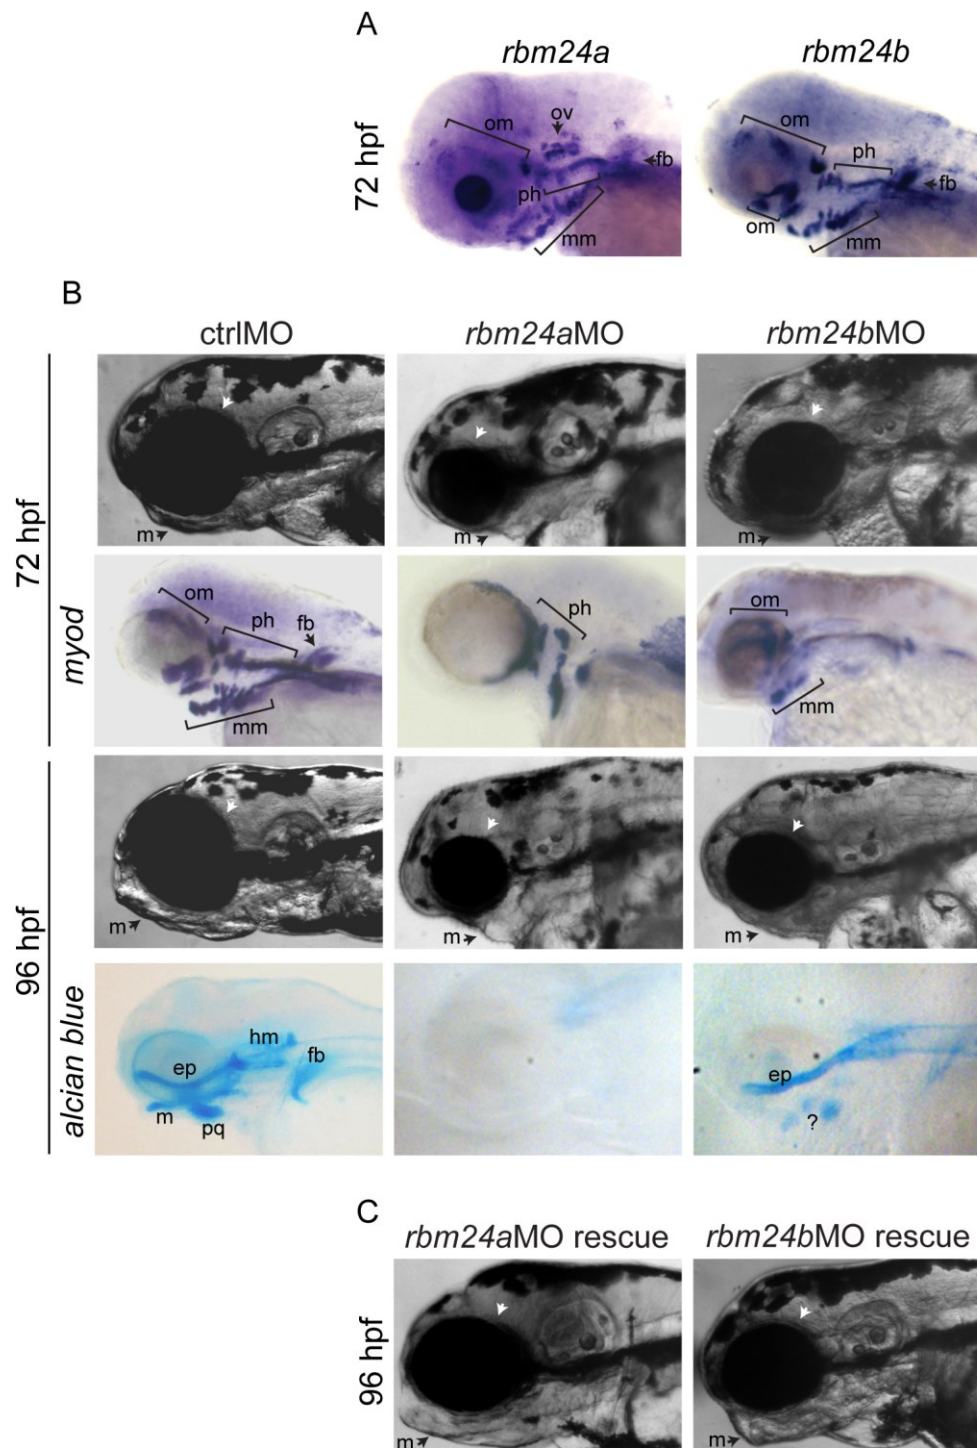 A
rbm24a
rbm24b
72 hpf
om
ov
fb
ph
mm
om
ph
fb
om
mm
B
ctrlMO
rbm24aMO
rbm24bMO
72 hpf
m
m
m
myod
om
ph
fb
mm
ph
om
mm
96 hpf
m
m
m
alcian blue
hm
fb
ep
m
pq
ep
?
C
rbm24aMO rescue
rbm24bMO rescue
96 hpf
m
m